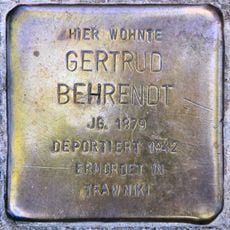 HIER WOHNTE
GERTRUD
BEHRENDT
JG. 1879
DEPORTIERT 1942
ERMORDET IN
TRAWNIKI